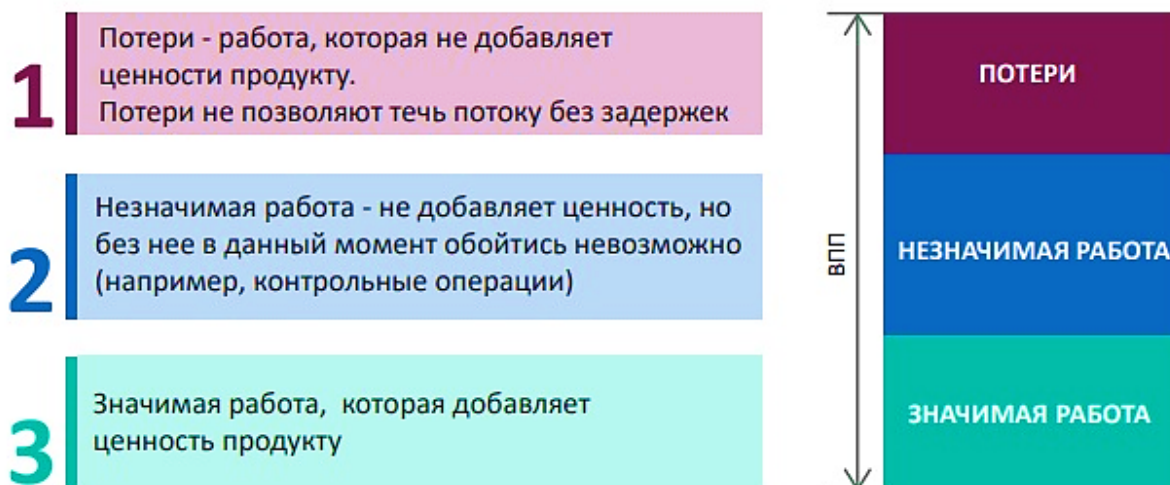 1
Потери - работа, которая не добавляет
ценности продукту.
Потери не позволяют течь потоку без задержек
2
Незначимая работа - не добавляет ценность, но
без нее в данный момент обойтись невозможно
(например, контрольные операции)
3
Значимая работа, которая добавляет
ценность продукту
ВПП
ПОТЕРИ
НЕЗНАЧИМАЯ РАБОТА
ЗНАЧИМАЯ РАБОТА